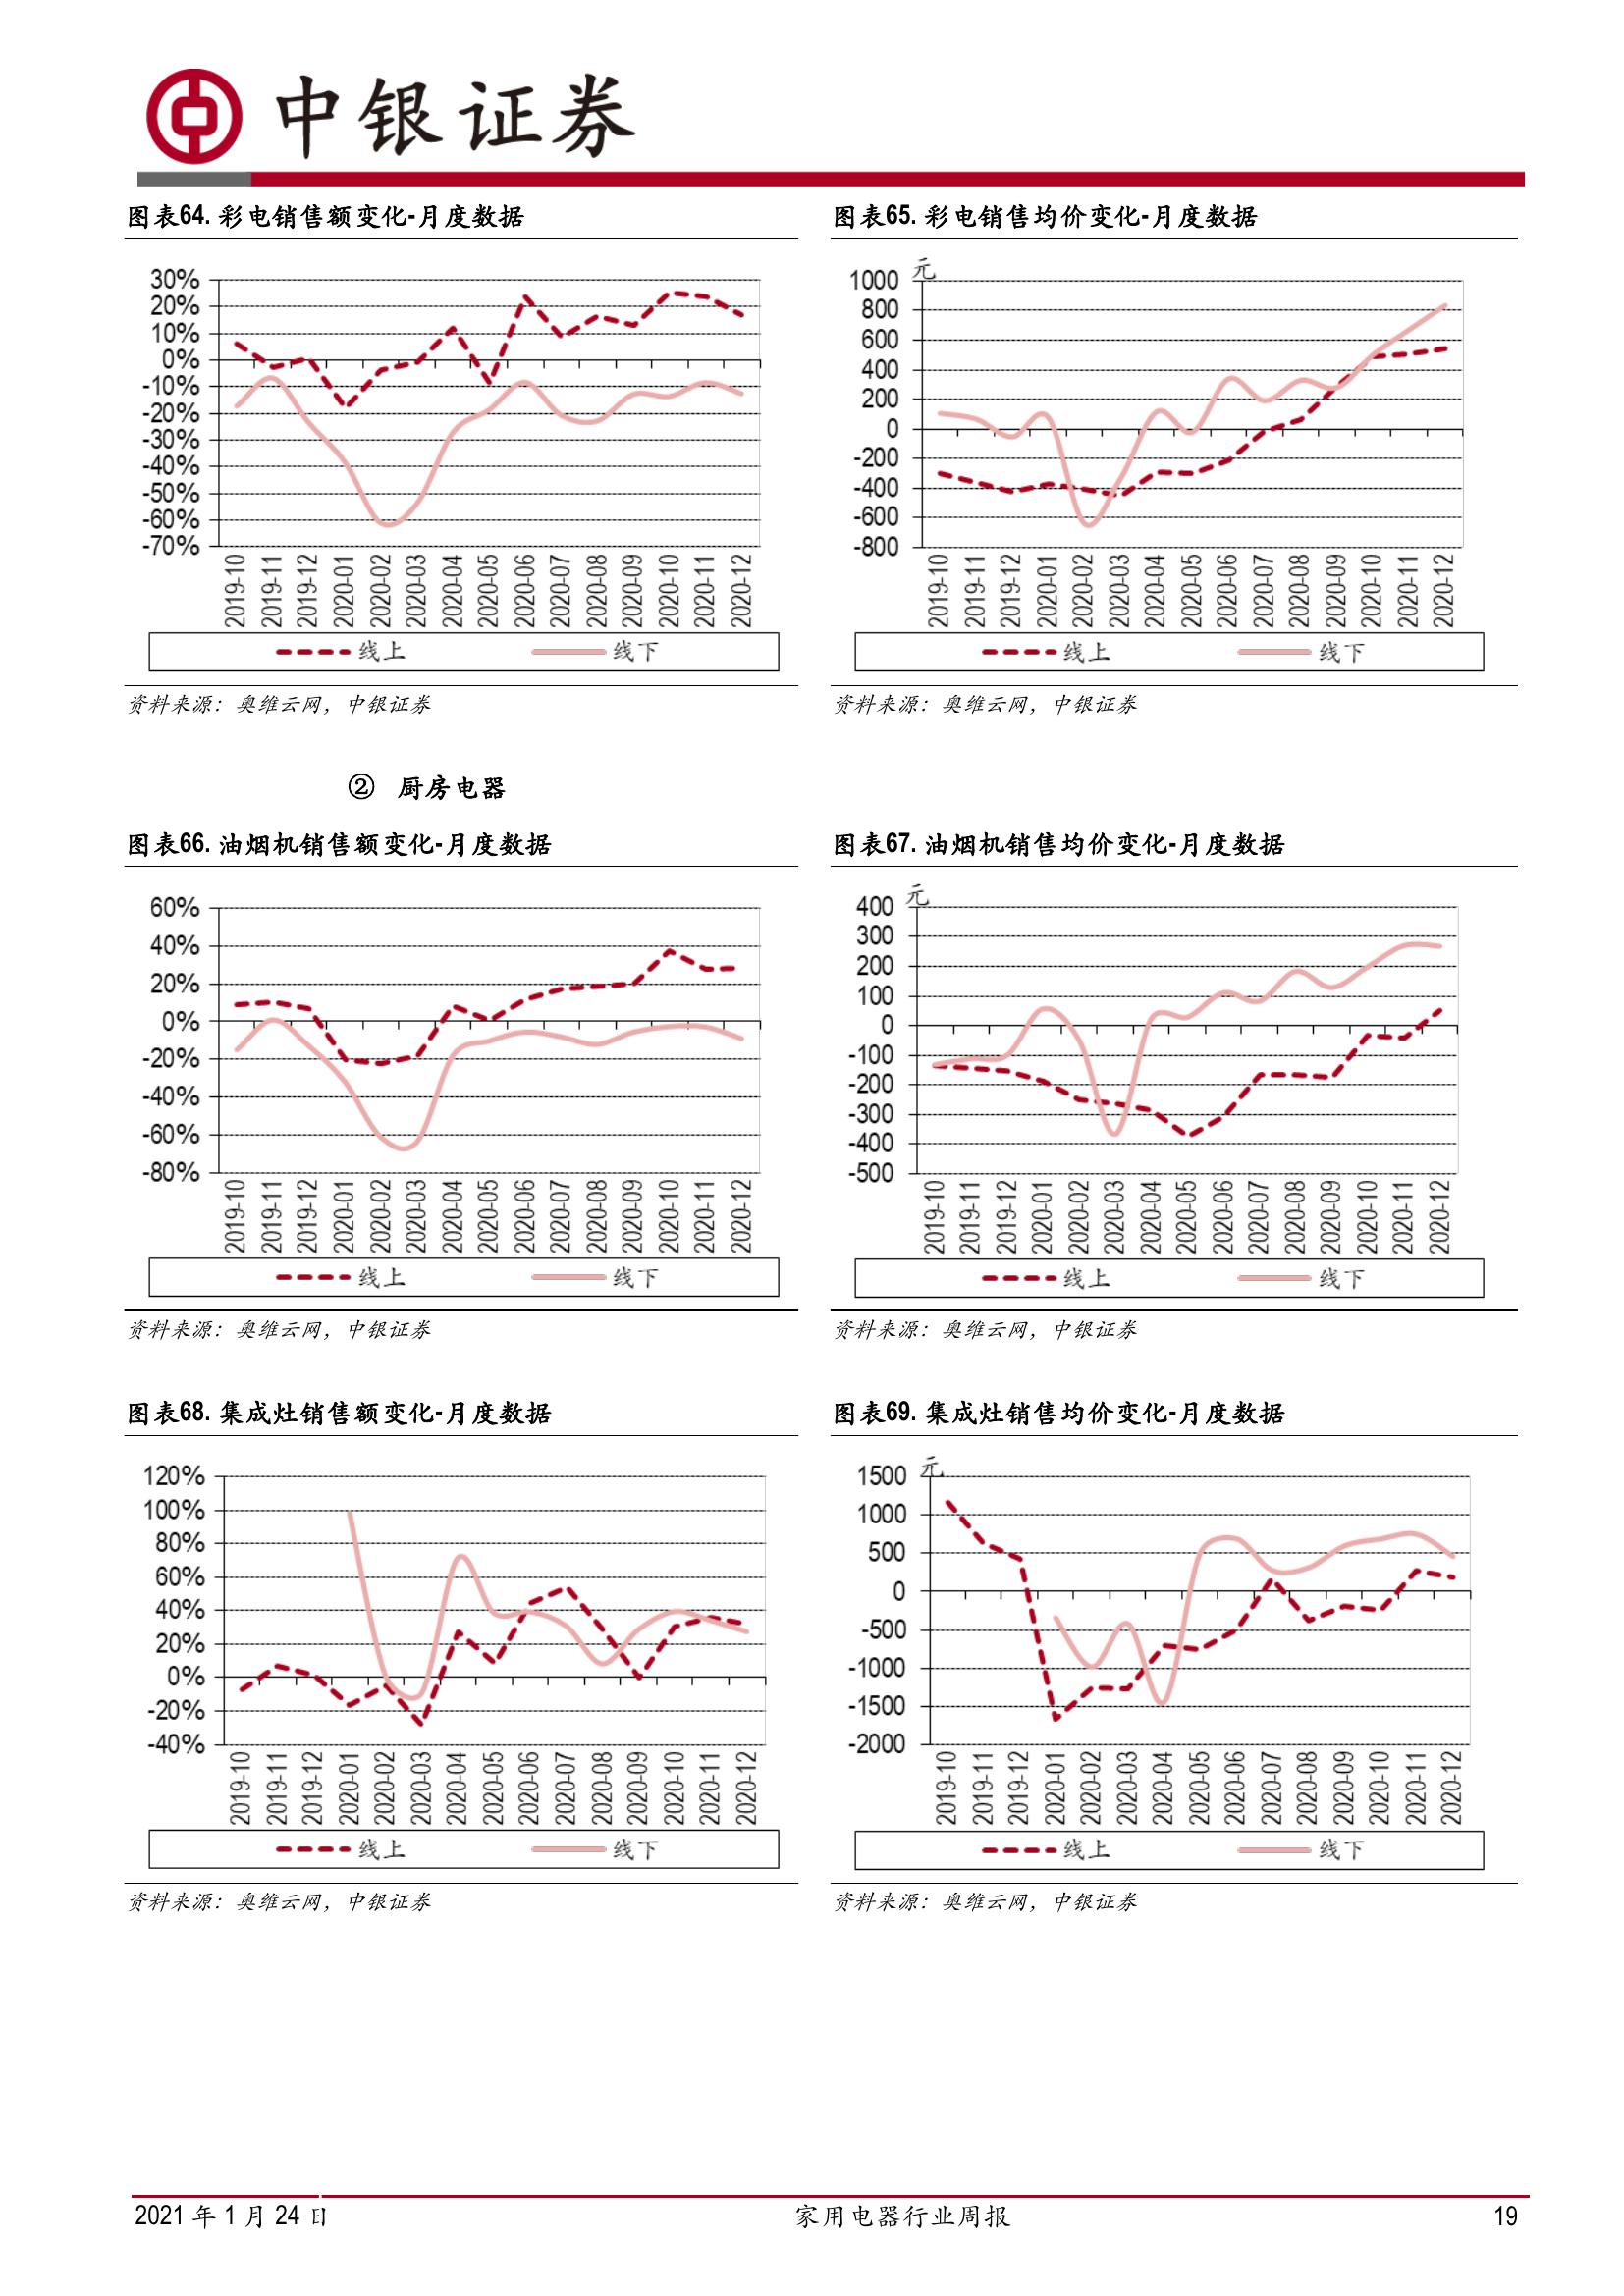 中银证券
图表64. 彩电销售额变化-月度数据
30%
20%
10%
0%
-10%
-20%
-30%
-40%
-50%
-60%
-70%
2019-10 2019-11 2019-12 2020-01 2020-02 2020-03 2020-04 2020-05 2020-06 2020-07 2020-08 2020-09 2020-10 2020-11 2020-12
线上 线下
资料来源：奥维云网，中银证券
图表65. 彩电销售均价变化-月度数据
元
1000
800
600
400
200
0
-200
-400
-600
-800
2019-10 2019-11 2019-12 2020-01 2020-02 2020-03 2020-04 2020-05 2020-06 2020-07 2020-08 2020-09 2020-10 2020-11 2020-12
线上 线下
资料来源：奥维云网，中银证券
② 厨房电器
图表66. 油烟机销售额变化-月度数据
60%
40%
20%
0%
-20%
-40%
-60%
-80%
2019-10 2019-11 2019-12 2020-01 2020-02 2020-03 2020-04 2020-05 2020-06 2020-07 2020-08 2020-09 2020-10 2020-11 2020-12
线上 线下
资料来源：奥维云网，中银证券
图表67. 油烟机销售均价变化-月度数据
元
400
300
200
100
0
-100
-200
-300
-400
-500
2019-10 2019-11 2019-12 2020-01 2020-02 2020-03 2020-04 2020-05 2020-06 2020-07 2020-08 2020-09 2020-10 2020-11 2020-12
线上 线下
资料来源：奥维云网，中银证券
图表68. 集成灶销售额变化-月度数据
120%
100%
80%
60%
40%
20%
0%
-20%
-40%
2019-10 2019-11 2019-12 2020-01 2020-02 2020-03 2020-04 2020-05 2020-06 2020-07 2020-08 2020-09 2020-10 2020-11 2020-12
线上 线下
资料来源：奥维云网，中银证券
图表69. 集成灶销售均价变化-月度数据
元
1500
1000
500
0
-500
-1000
-1500
-2000
2019-10 2019-11 2019-12 2020-01 2020-02 2020-03 2020-04 2020-05 2020-06 2020-07 2020-08 2020-09 2020-10 2020-11 2020-12
线上 线下
资料来源：奥维云网，中银证券
2021 年 1 月 24 日 家用电器行业周报 19